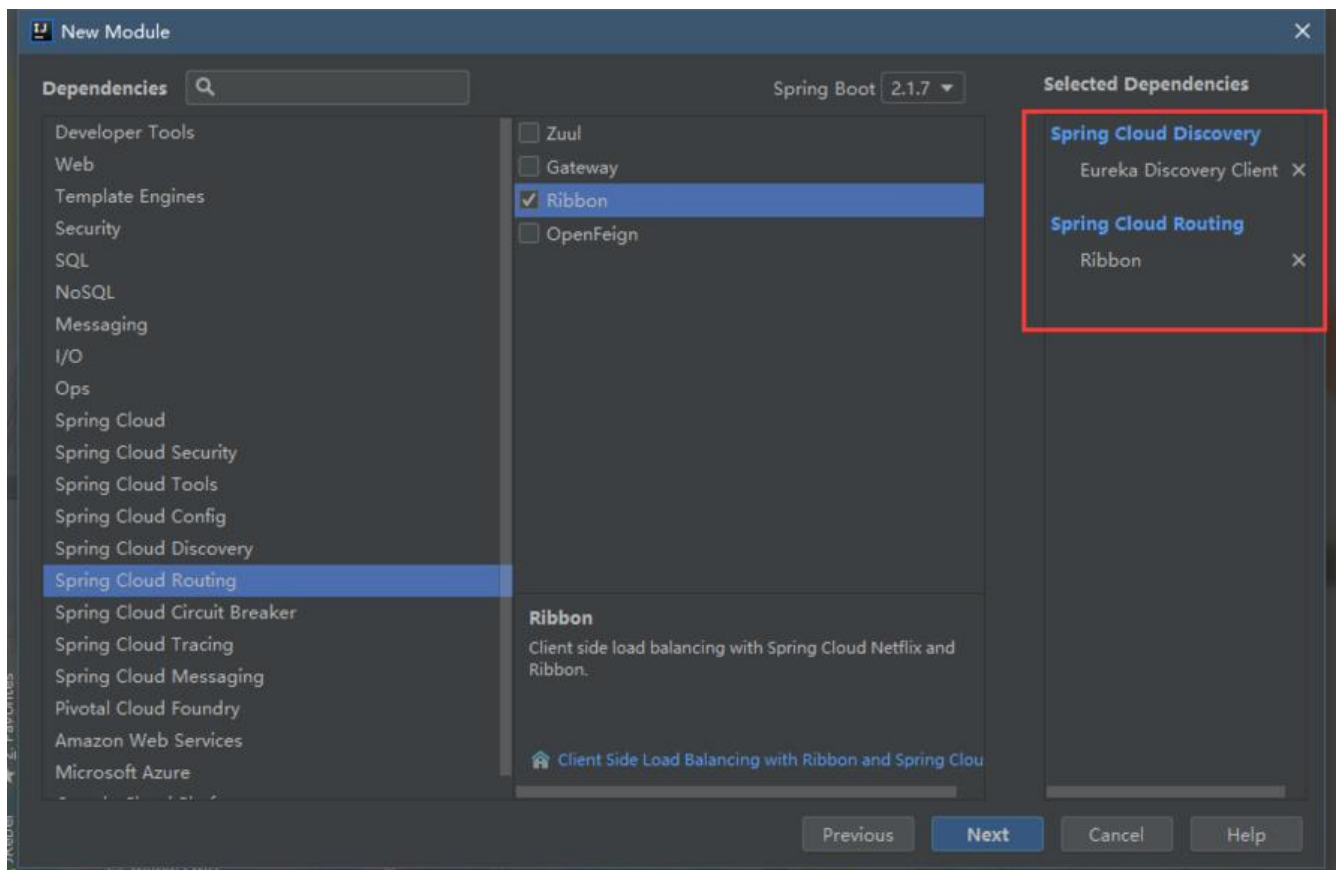 New Module
Dependencies
Spring Boot 2.1.7
Selected Dependencies
Developer Tools
Web
Template Engines
Security
SQL
NoSQL
Messaging
I/O
Ops
Spring Cloud
Spring Cloud Security
Spring Cloud Tools
Spring Cloud Config
Spring Cloud Discovery
Spring Cloud Routing
Spring Cloud Circuit Breaker
Spring Cloud Tracing
Spring Cloud Messaging
Pivotal Cloud Foundry
Amazon Web Services
Microsoft Azure
Zuul
Gateway
Ribbon
OpenFeign
Ribbon
Client side load balancing with Spring Cloud Netflix and
Ribbon.
Client Side Load Balancing with Ribbon and Spring Clou
Spring Cloud Discovery
Eureka Discovery Client
Spring Cloud Routing
Ribbon
Previous
Next
Cancel
Help
2: Favorites